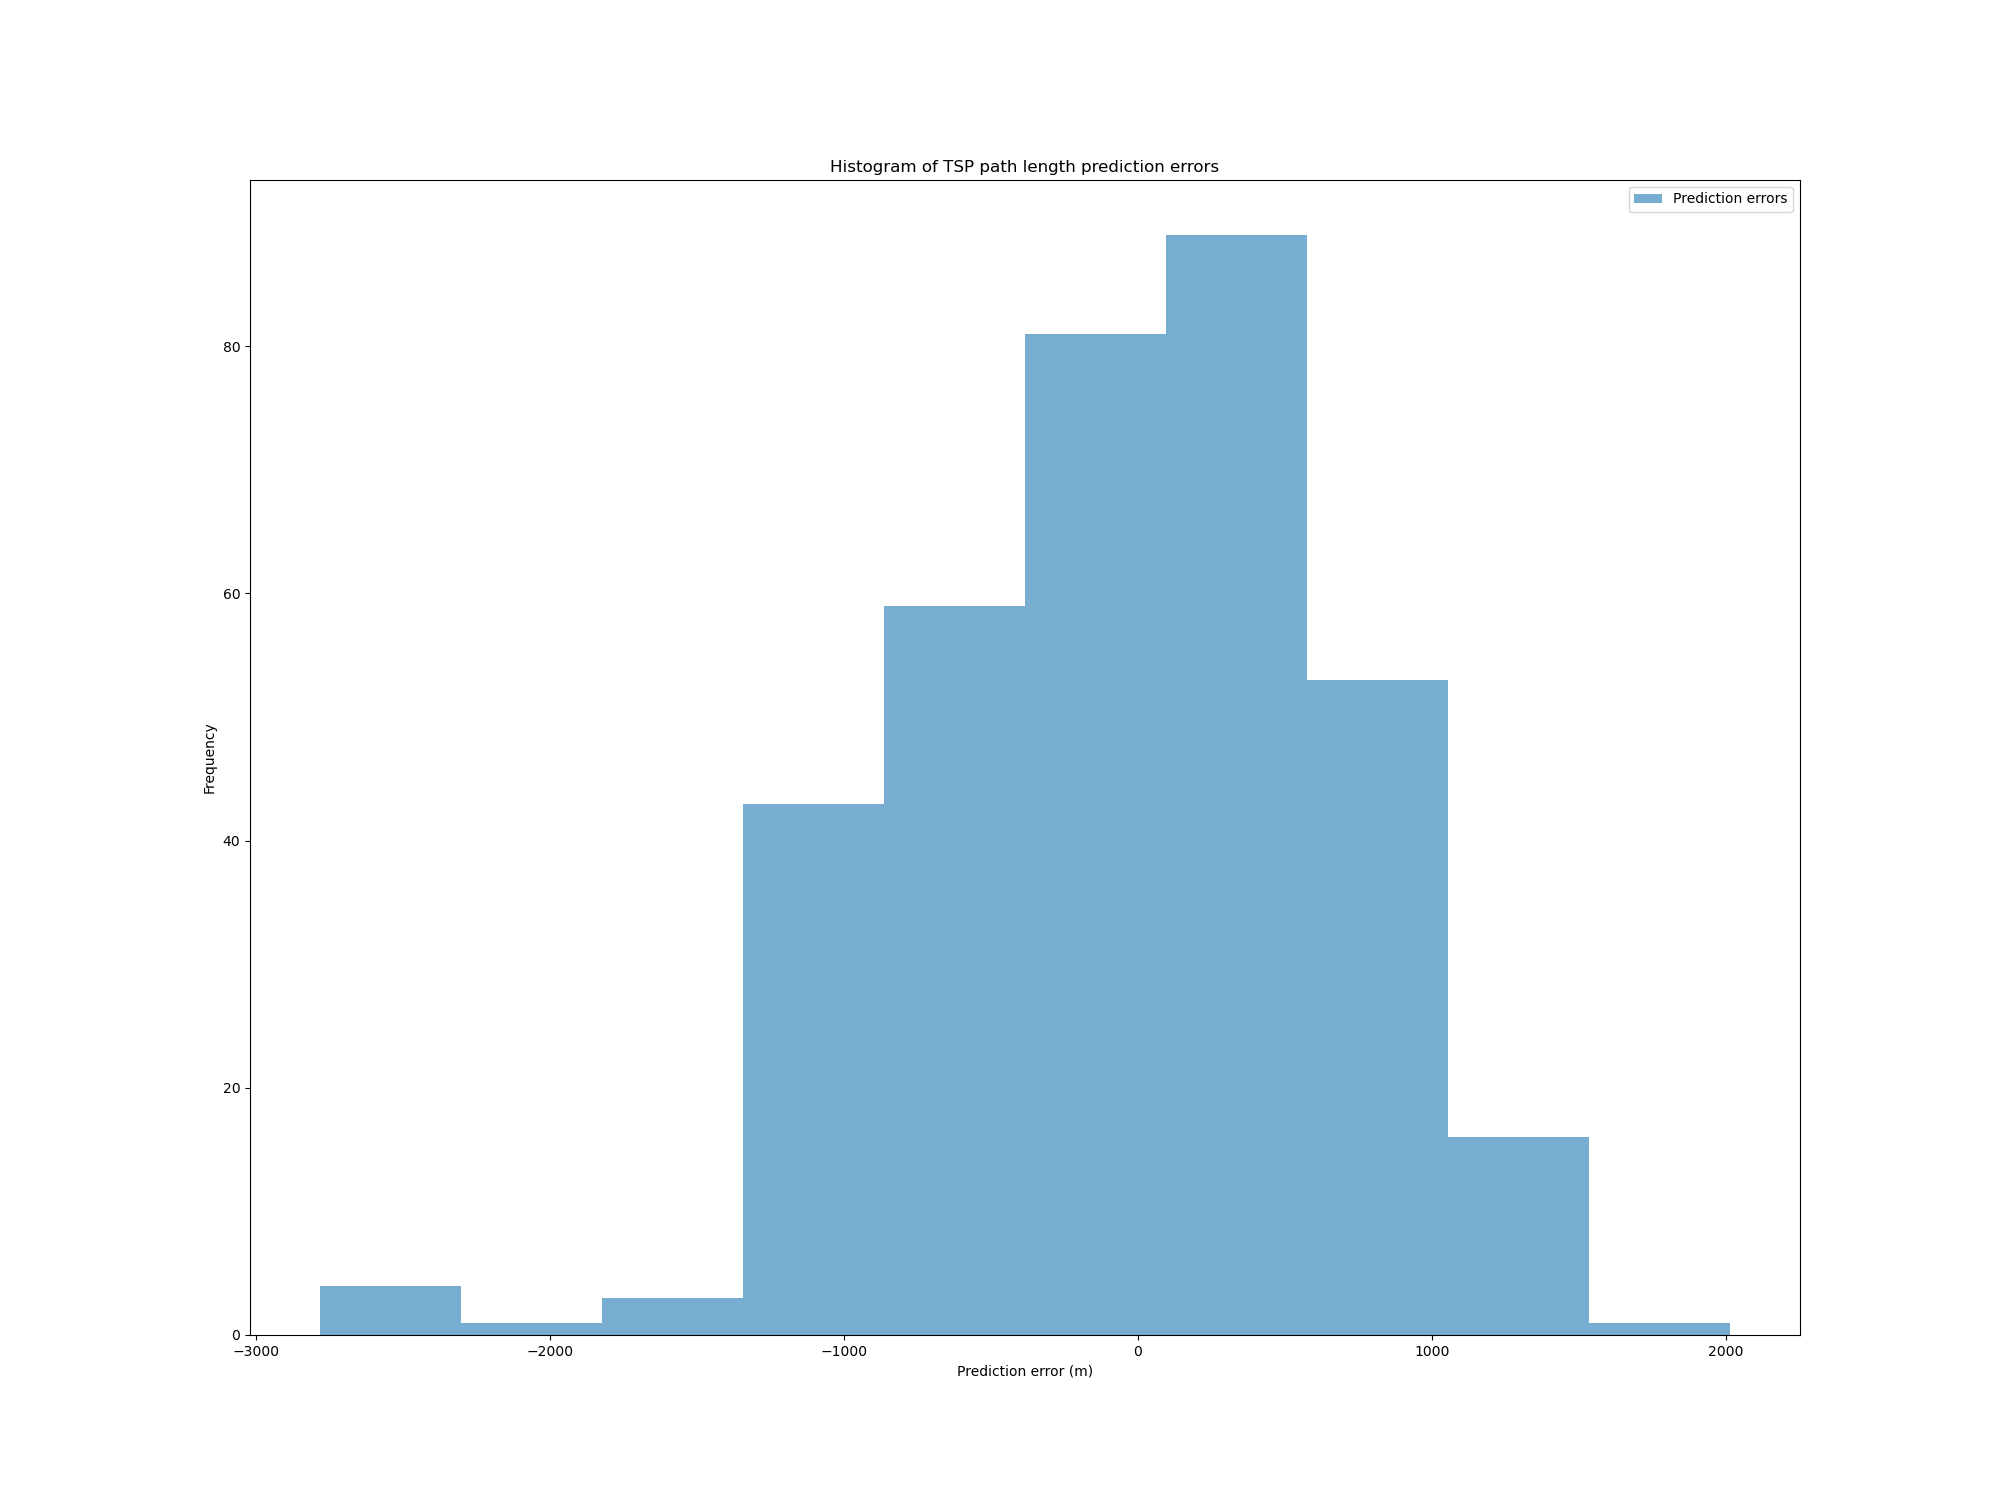 Histogram of TSP path length prediction errors
Prediction errors
80
60
40
20
0
Frequency
−3000
−2000
−1000
0
1000
2000
Prediction error (m)